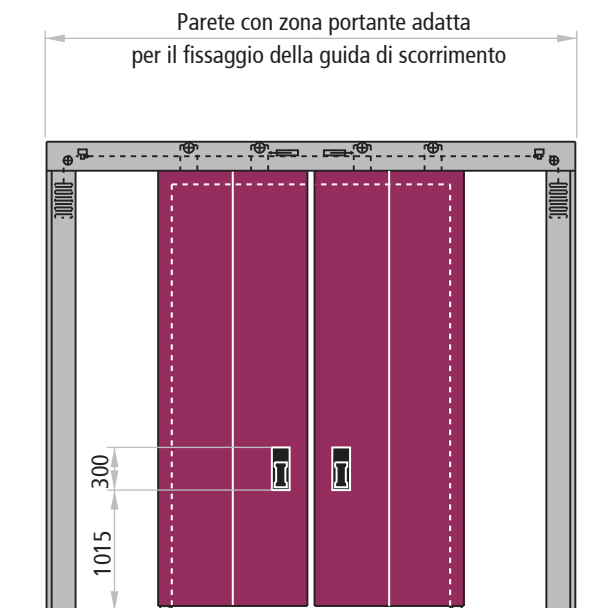 Parete con zona portante adatta
per il fissaggio della guida di scorrimento
300
1015